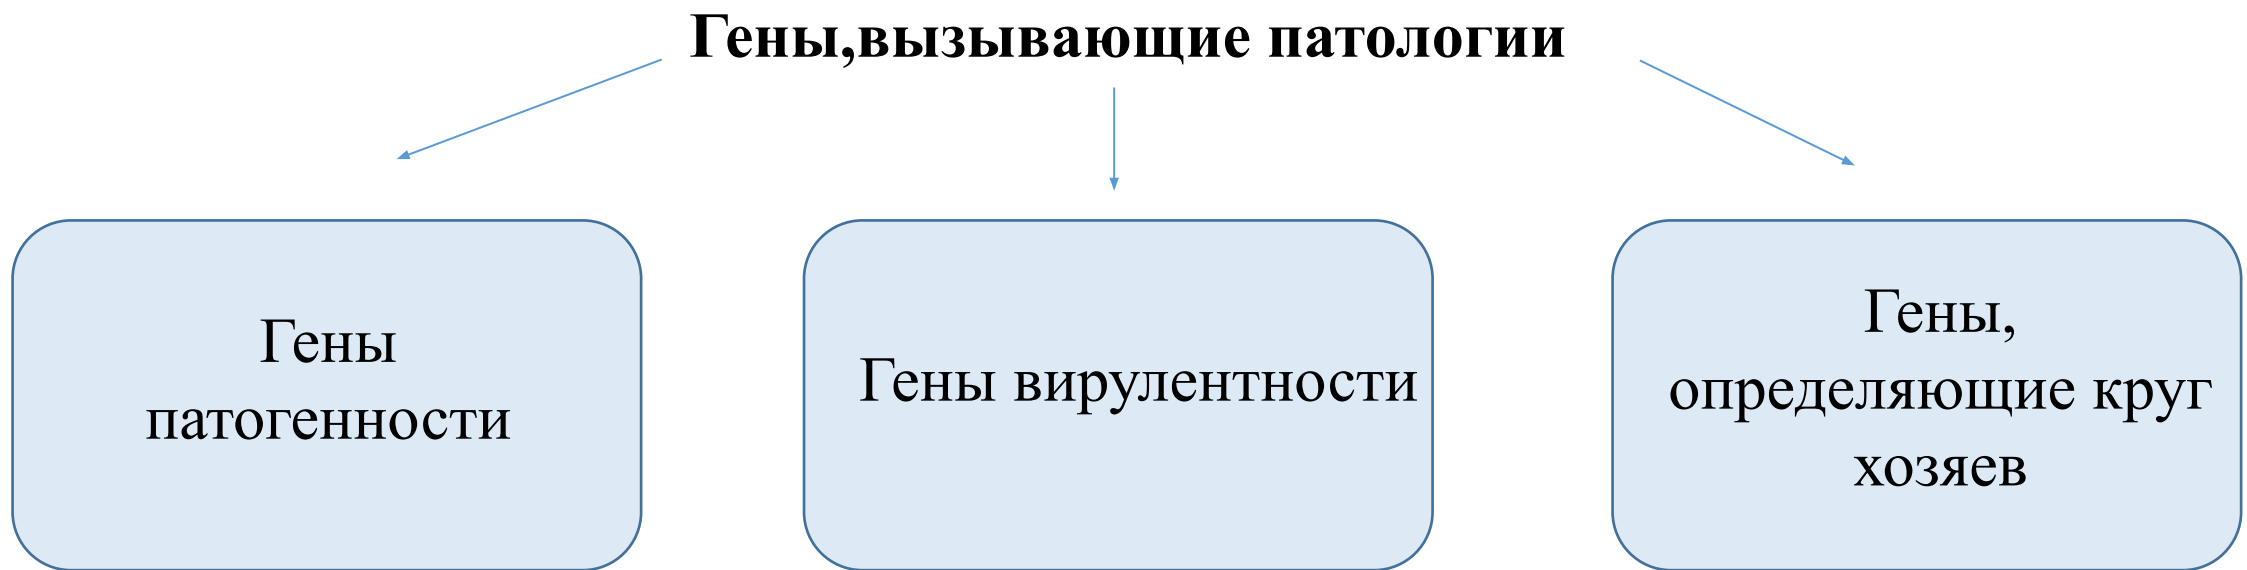 Гены,вызывающие патологии
Гены
патогенности
Гены вирулентности
Гены,
определяющие круг
хозяев